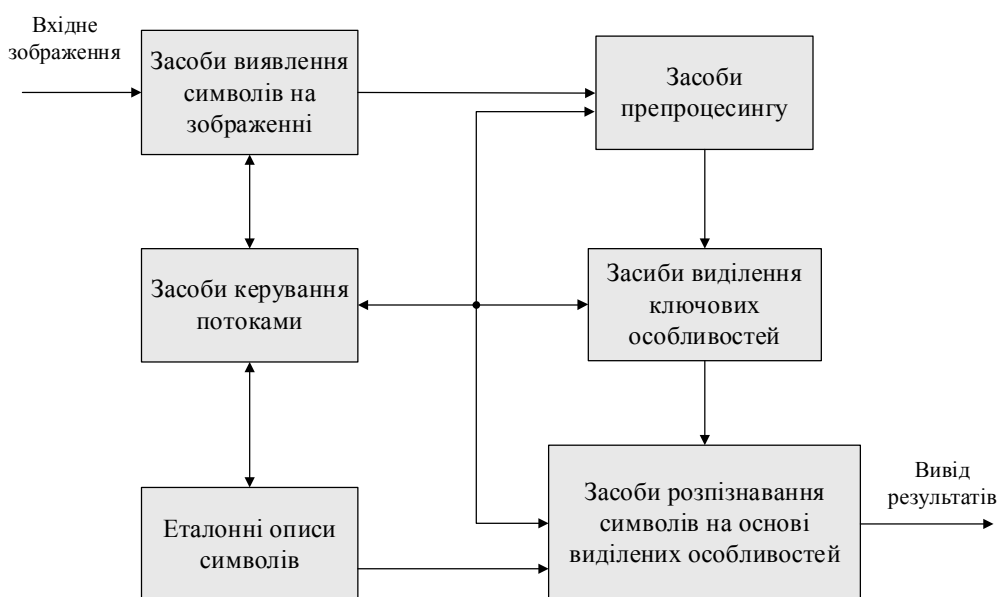 Вхідне
зображення
Засоби виявлення
символів на
зображенні
Засоби
препроцесингу
Засоби керування
потоками
Засиби виділення
ключових
особливостей
Еталонні описи
символів
Засоби розпізнавання
символів на основі
виділених особливостей
Вивід
результатів